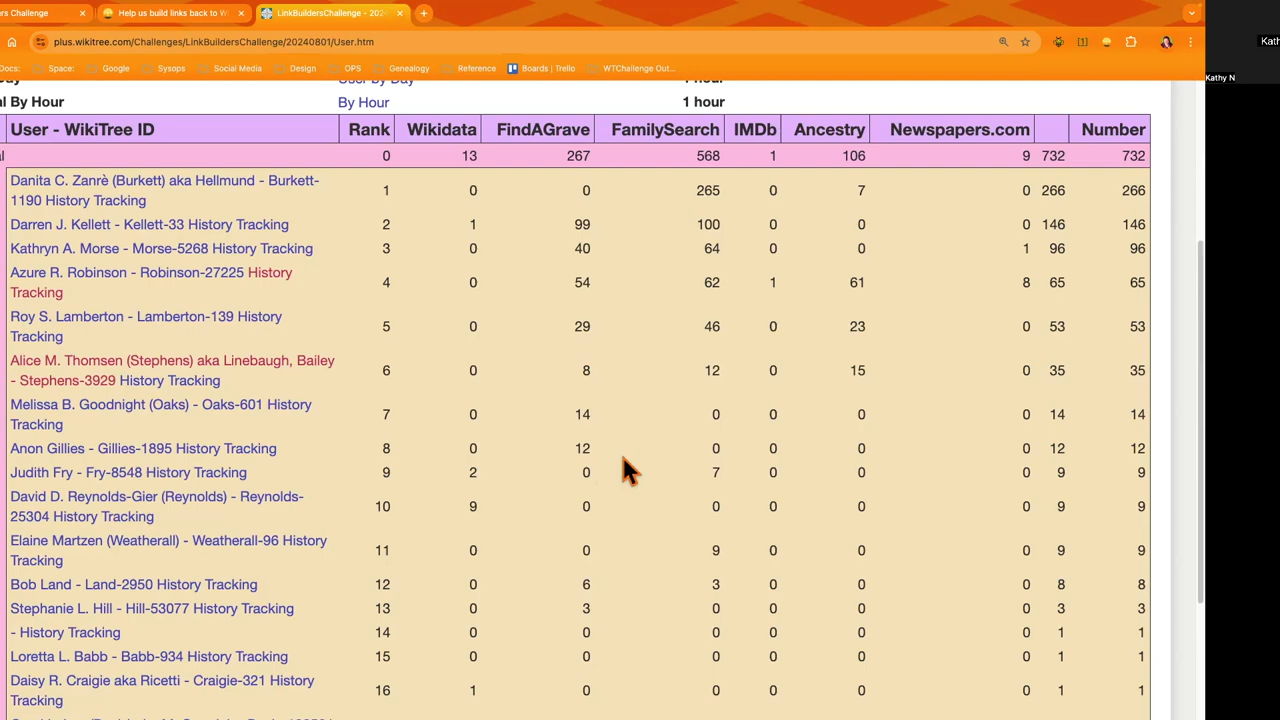 ers Challenge
Help us build links back to W
LinkBuildersChallenge - 202
plus.wikitree.com/Challenges/LinkBuildersChallenge/20240801/User.htm
Docs: Space: Google Sysops Social Media Design OPS Genealogy Reference Boards | Trello WTChallenge Out...
Kath
Kathy N
User by Day
l By Hour By Hour 1 hour
User - WikiTree ID Rank Wikidata FindAGrave FamilySearch IMDb Ancestry Newspapers.com Number
al 0 13 267 568 1 106 9 732 732
Danita C. Zanrè (Burkett) aka Hellmund - Burkett-
1190 History Tracking 1 0 0 265 0 7 0 266 266
Darren J. Kellett - Kellett-33 History Tracking 2 1 99 100 0 0 0 146 146
Kathryn A. Morse - Morse-5268 History Tracking 3 0 40 64 0 0 1 96 96
Azure R. Robinson - Robinson-27225 History
Tracking 4 0 54 62 1 61 8 65 65
Roy S. Lamberton - Lamberton-139 History
Tracking 5 0 29 46 0 23 0 53 53
Alice M. Thomsen (Stephens) aka Linebaugh, Bailey
- Stephens-3929 History Tracking 6 0 8 12 0 15 0 35 35
Melissa B. Goodnight (Oaks) - Oaks-601 History
Tracking 7 0 14 0 0 0 0 14 14
Anon Gillies - Gillies-1895 History Tracking 8 0 12 0 0 0 0 12 12
Judith Fry - Fry-8548 History Tracking 9 2 0 7 0 0 0 9 9
David D. Reynolds-Gier (Reynolds) - Reynolds-
25304 History Tracking 10 9 0 0 0 0 0 9 9
Elaine Martzen (Weatherall) - Weatherall-96 History
Tracking 11 0 0 9 0 0 0 9 9
Bob Land - Land-2950 History Tracking 12 0 6 3 0 0 0 8 8
Stephanie L. Hill - Hill-53077 History Tracking 13 0 3 0 0 0 0 3 3
- History Tracking 14 0 0 0 0 0 0 1 1
Loretta L. Babb - Babb-934 History Tracking 15 0 0 0 0 0 0 1 1
Daisy R. Craigie aka Ricetti - Craigie-321 History
Tracking 16 1 0 0 0 0 0 1 1